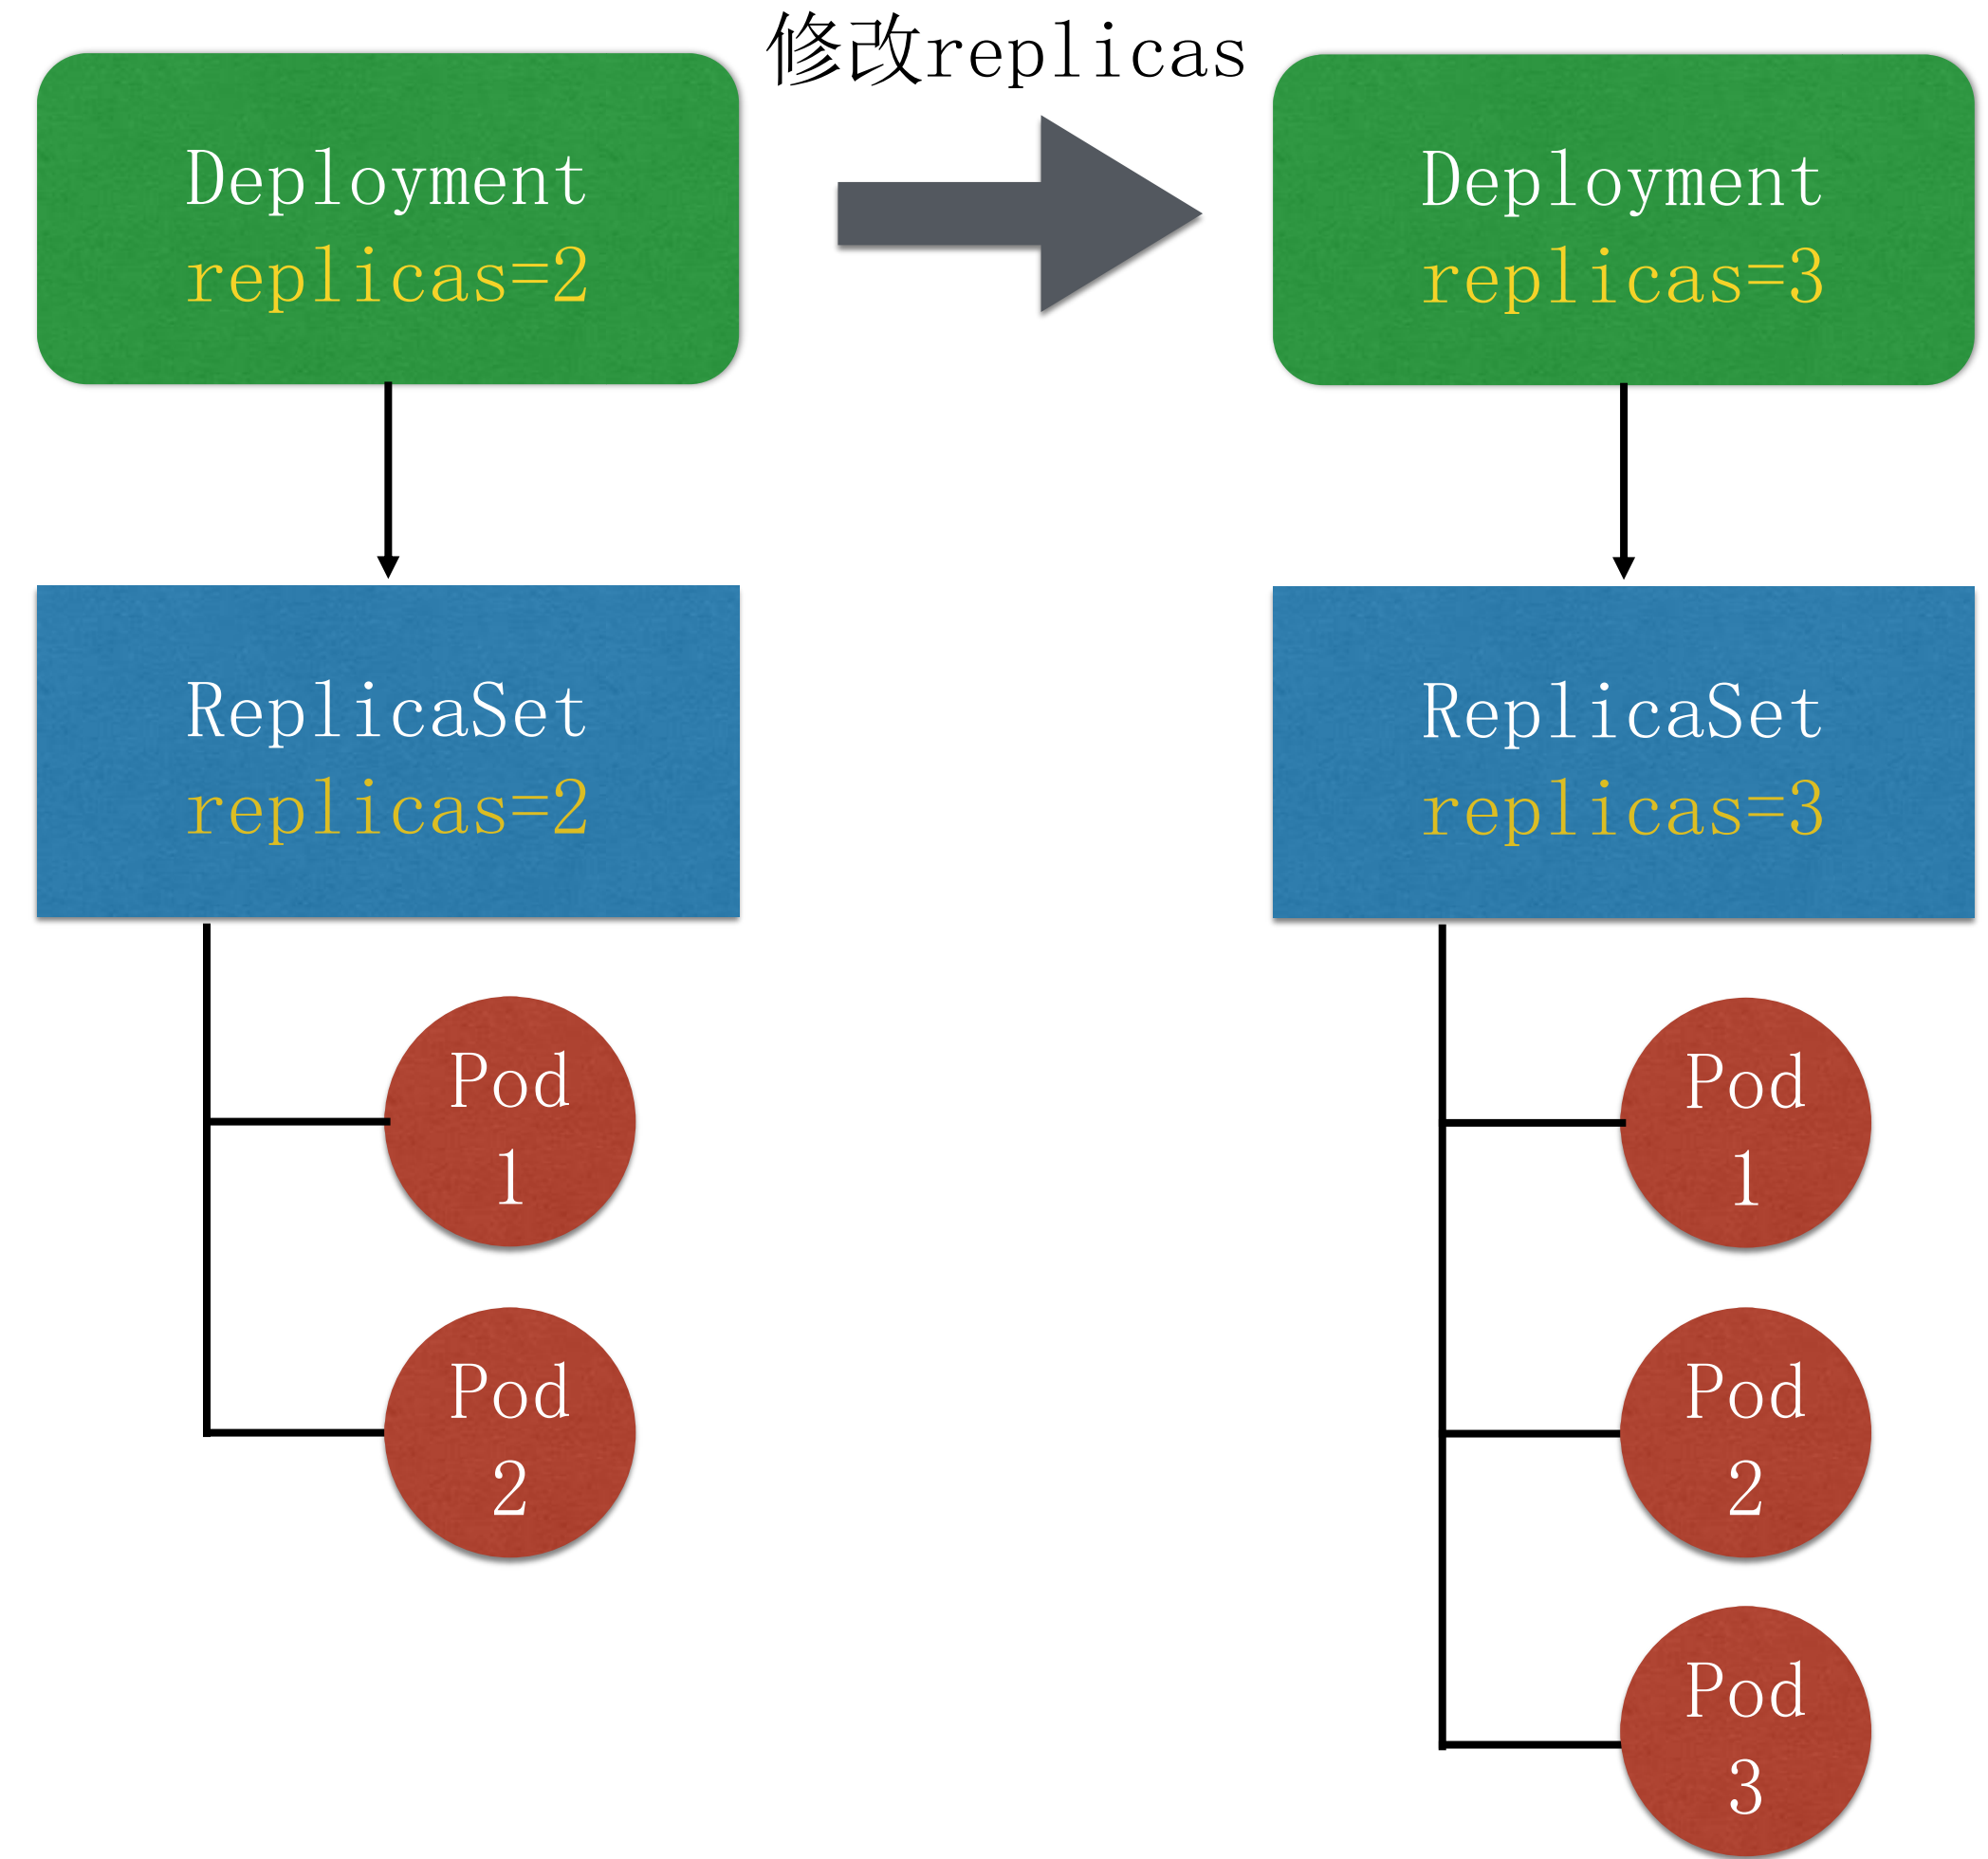 修改replicas
Deployment
replicas=2
Deployment
replicas=3
ReplicaSet
replicas=2
ReplicaSet
replicas=3
Pod
1
Pod
1
Pod
2
Pod
2
Pod
3